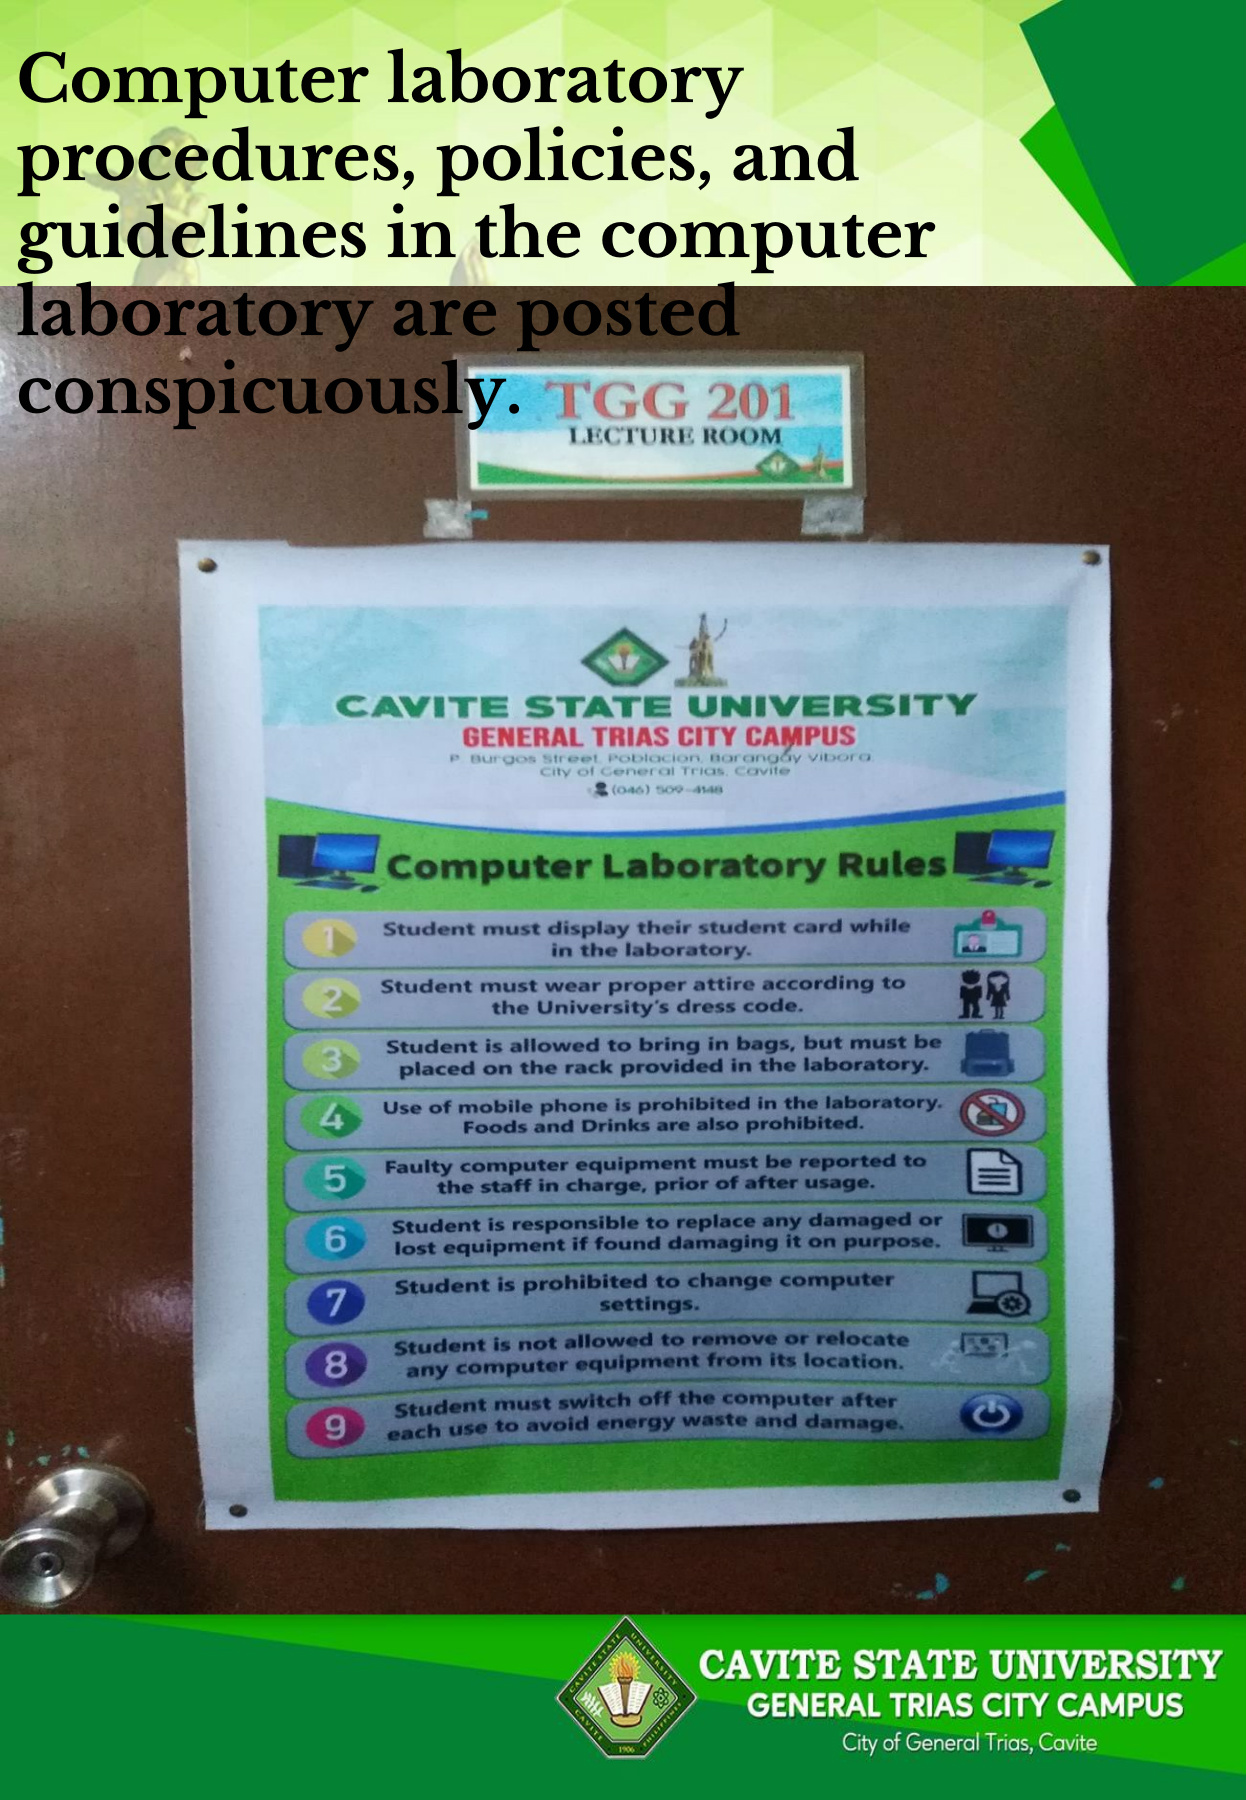 Computer laboratory
procedures, policies, and
guidelines in the computer
laboratory are posted
conspicuously.
TGG 201
LECTURE ROOM
CAVITE STATE UNIVERSITY
GENERAL TRIAS CITY CAMPUS
P. Burgos Street, Poblacion, Barangay Vibora
City of General Trias, Cavite
(046) 509-4148
Computer Laboratory Rules
1 Student must display their student card while
in the laboratory.
2 Student must wear proper attire according to
the University's dress code.
3 Student is allowed to bring in bags, but must be
placed on the rack provided in the laboratory.
4 Use of mobile phone is prohibited in the laboratory.
Foods and Drinks are also prohibited.
5 Faulty computer equipment must be reported to
the staff in charge, prior of after usage.
6 Student is responsible to replace any damaged or
lost equipment if found damaging it on purpose.
7 Student is prohibited to change computer
settings.
8 Student is not allowed to remove or relocate
any computer equipment from its location.
9 Student must switch off the computer after
each use to avoid energy waste and damage.
CAVITE STATE UNIVERSITY
CAVITE PHILIPPINES
1906
CAVITE STATE UNIVERSITY
GENERAL TRIAS CITY CAMPUS
City of General Trias, Cavite